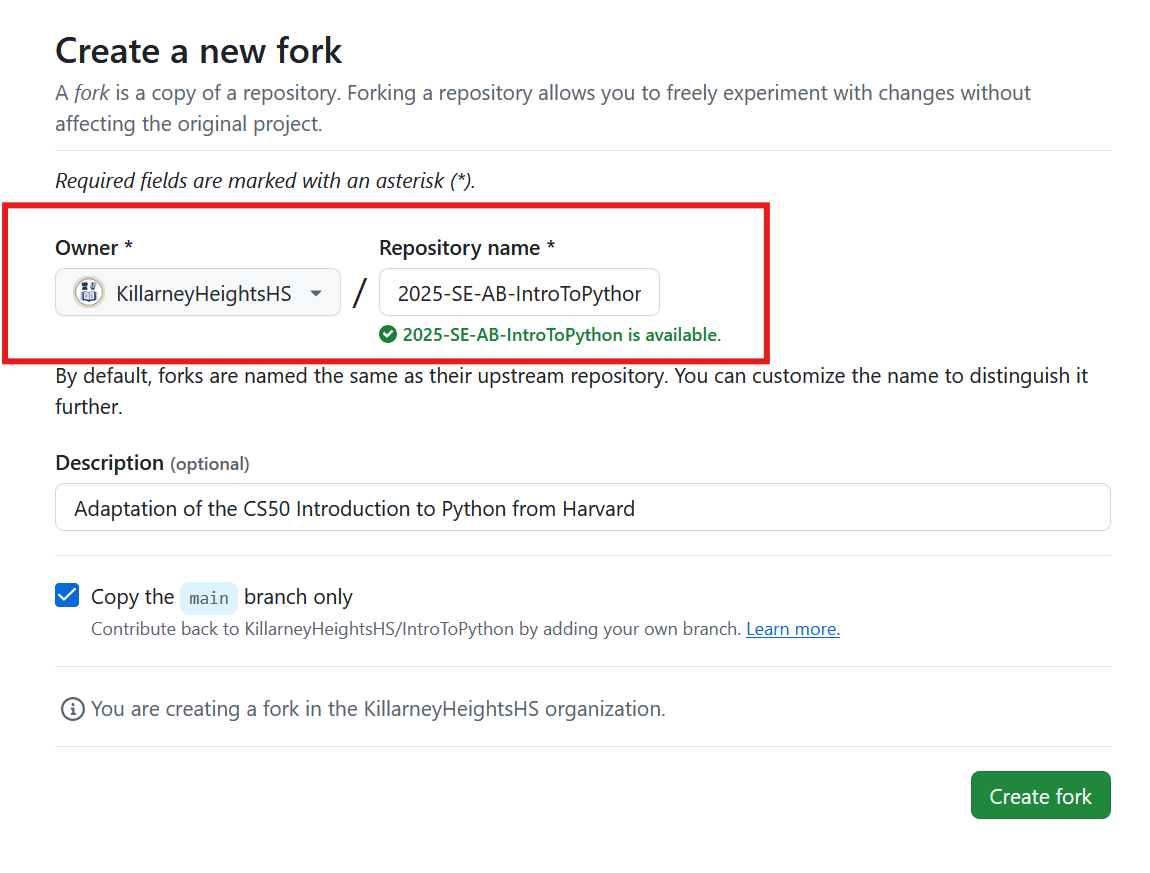 Create a new fork
A fork is a copy of a repository. Forking a repository allows you to freely experiment with changes without
affecting the original project.
Required fields are marked with an asterisk (*).
Owner * Repository name *
KillarneyHeightsHS / 2025-SE-AB-IntroToPython
2025-SE-AB-IntroToPython is available.
By default, forks are named the same as their upstream repository. You can customize the name to distinguish it
further.
Description (optional)
Adaptation of the CS50 Introduction to Python from Harvard
Copy the main branch only
Contribute back to KillarneyHeightsHS/IntroToPython by adding your own branch. Learn more.
You are creating a fork in the KillarneyHeightsHS organization.
Create fork